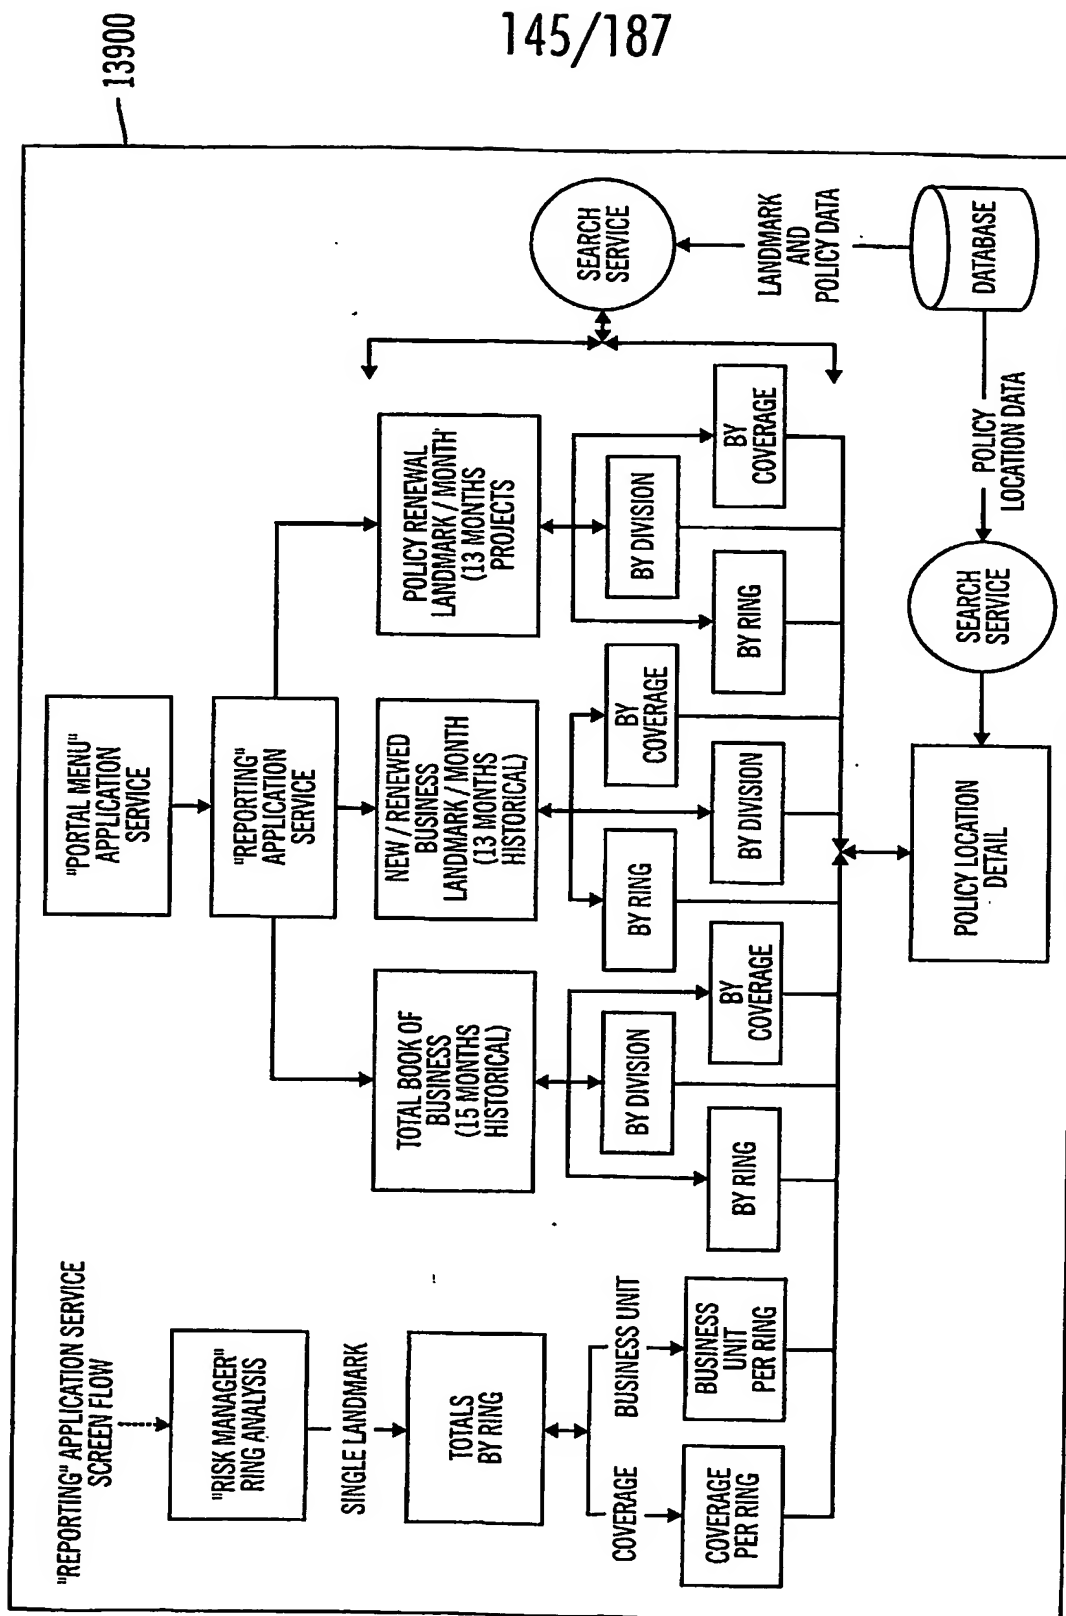 145/187
13900
"REPORTING" APPLICATION SERVICE
SCREEN FLOW
"RISK MANAGER"
RING ANALYSIS
SINGLE LANDMARK
TOTALS
BY RING
COVERAGE
BUSINESS UNIT
COVERAGE
PER RING
BUSINESS
UNIT
PER RING
"PORTAL MENU"
APPLICATION
SERVICE
"REPORTING"
APPLICATION
SERVICE
TOTAL BOOK OF
BUSINESS
(15 MONTHS
HISTORICAL)
BY RING
BY DIVISION
BY
COVERAGE
NEW / RENEWED
BUSINESS
LANDMARK / MONTH
(13 MONTHS
HISTORICAL)
BY RING
BY DIVISION
BY
COVERAGE
POLICY RENEWAL
LANDMARK / MONTH
(13 MONTHS
PROJECTS
BY RING
BY DIVISION
BY
COVERAGE
SEARCH
SERVICE
LANDMARK
AND
POLICY DATA
DATABASE
POLICY
LOCATION DATA
SEARCH
SERVICE
POLICY LOCATION
DETAIL